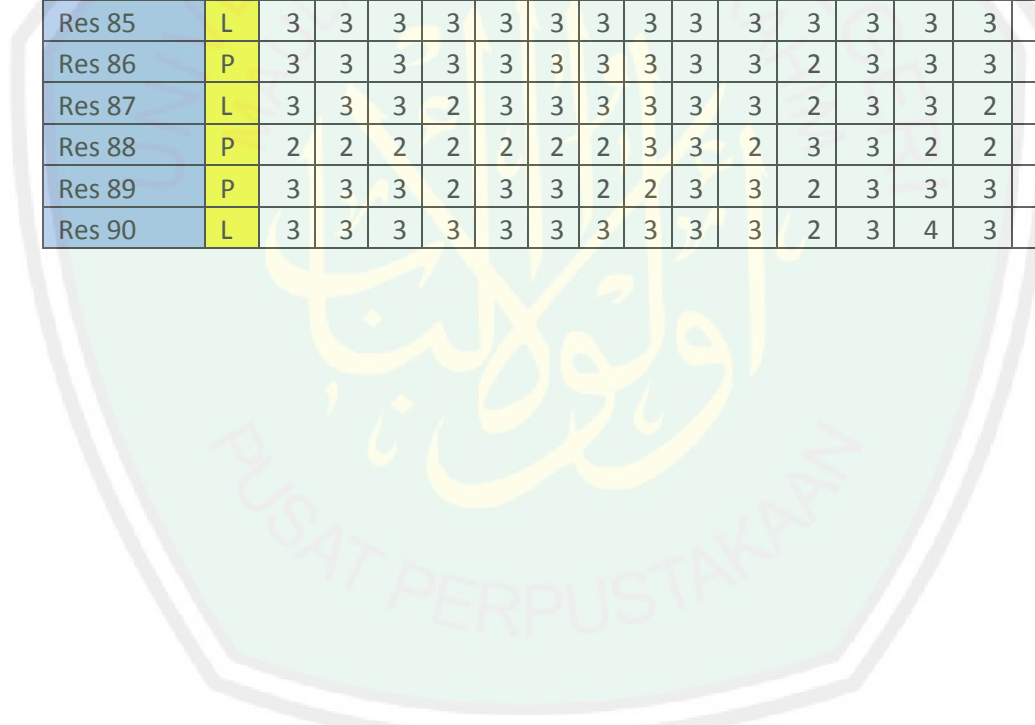 Res 85 L 3 3 3 3 3 3 3 3 3 3 3 3 3 3
Res 86 P 3 3 3 3 3 3 3 3 3 3 2 3 3 3
Res 87 L 3 3 3 2 3 3 3 3 3 3 2 3 3 2
Res 88 P 2 2 2 2 2 2 2 3 3 2 3 3 2 2
Res 89 P 3 3 3 2 3 3 2 2 3 3 2 3 3 3
Res 90 L 3 3 3 3 3 3 3 3 3 3 2 3 4 3
PUSAT PERPUSTAKAAN